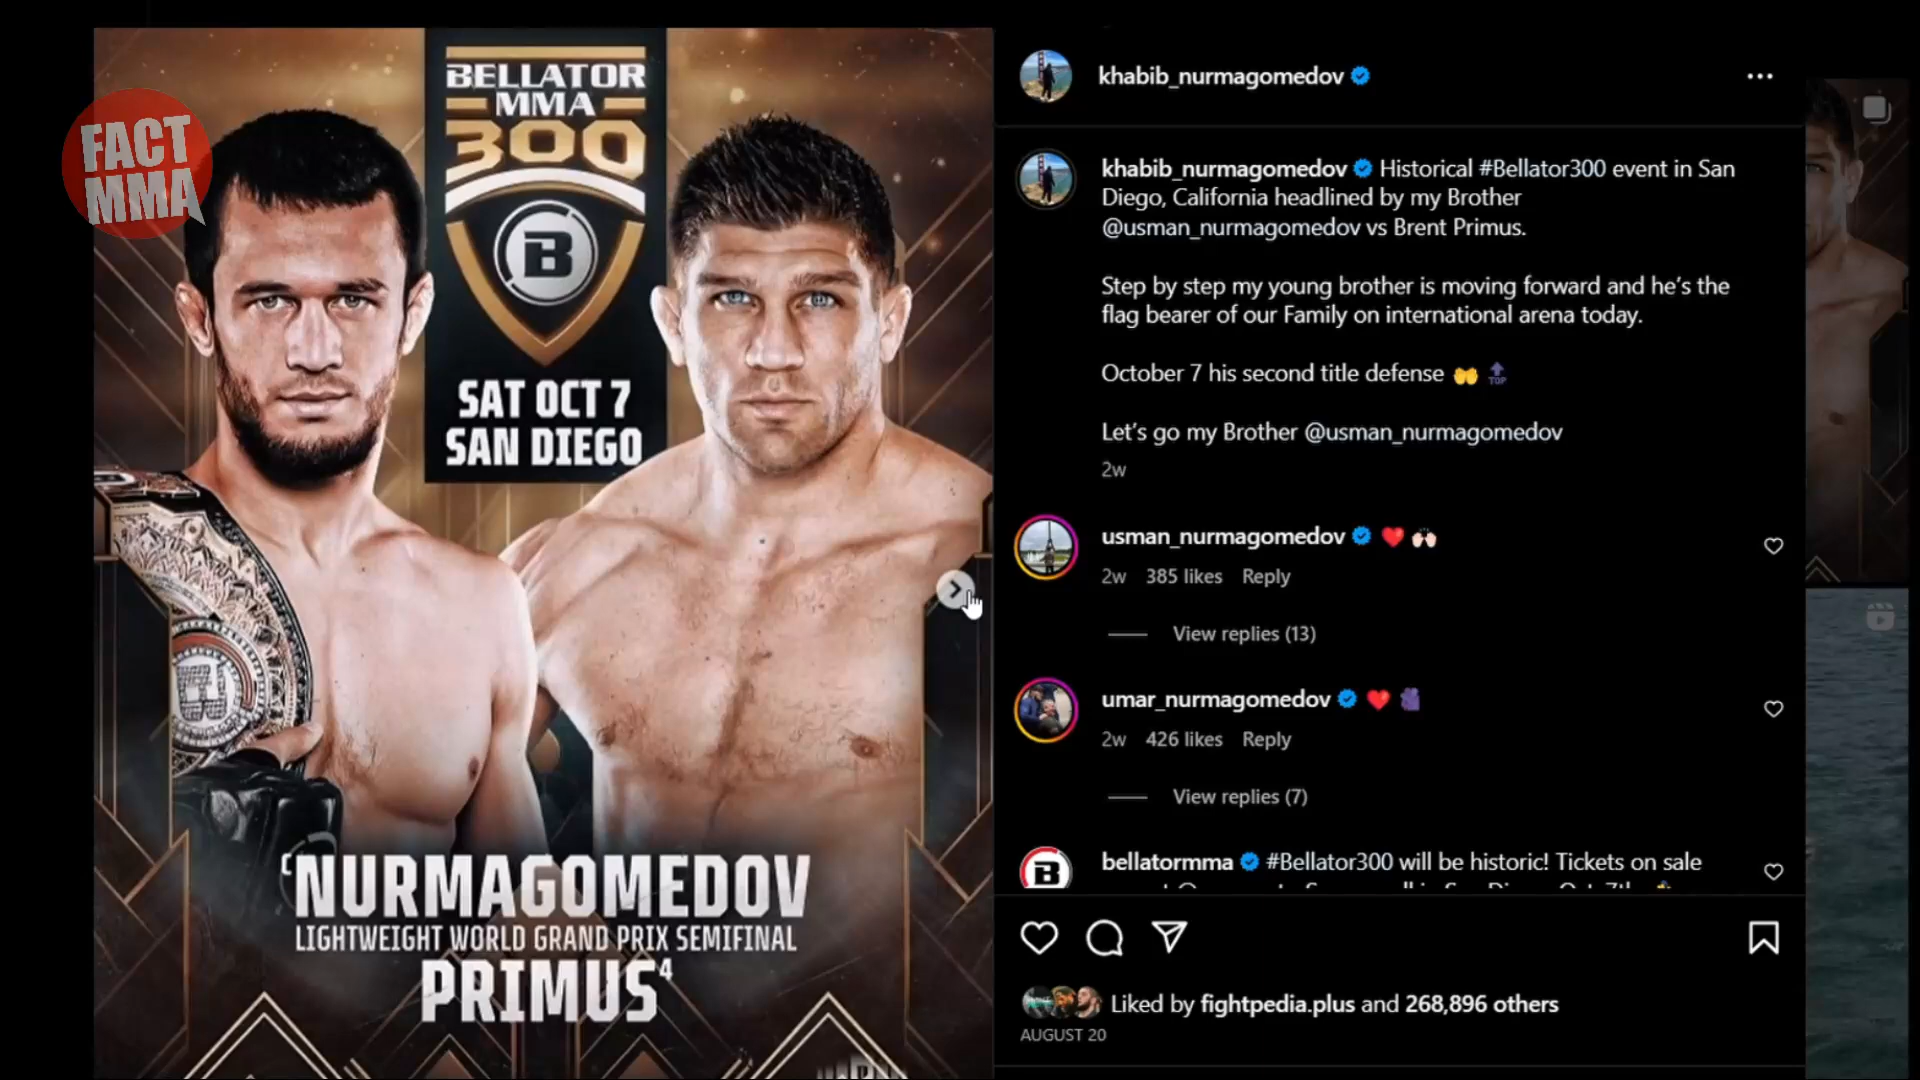 FACT
MMA
BELLATOR
MMA
300
B
SAT OCT 7
SAN DIEGO
C NURMAGOMEDOV
LIGHTWEIGHT WORLD GRAND PRIX SEMIFINAL
PRIMUS 4
khabib_nurmagomedov
khabib_nurmagomedov Historical #Bellator300 event in San
Diego, California headlined by my Brother
@usman_nurmagomedov vs Brent Primus.
Step by step my young brother is moving forward and he's the
flag bearer of our Family on international arena today.
October 7 his second title defense 🤲 🔝
Let's go my Brother @usman_nurmagomedov
2w
usman_nurmagomedov ❤️ 🙌🏻
2w 385 likes Reply
View replies (13)
umar_nurmagomedov ❤️
2w 426 likes Reply
View replies (7)
B
bellatormma #Bellator300 will be historic! Tickets on sale
Liked by fightpedia.plus and 268,896 others
AUGUST 20